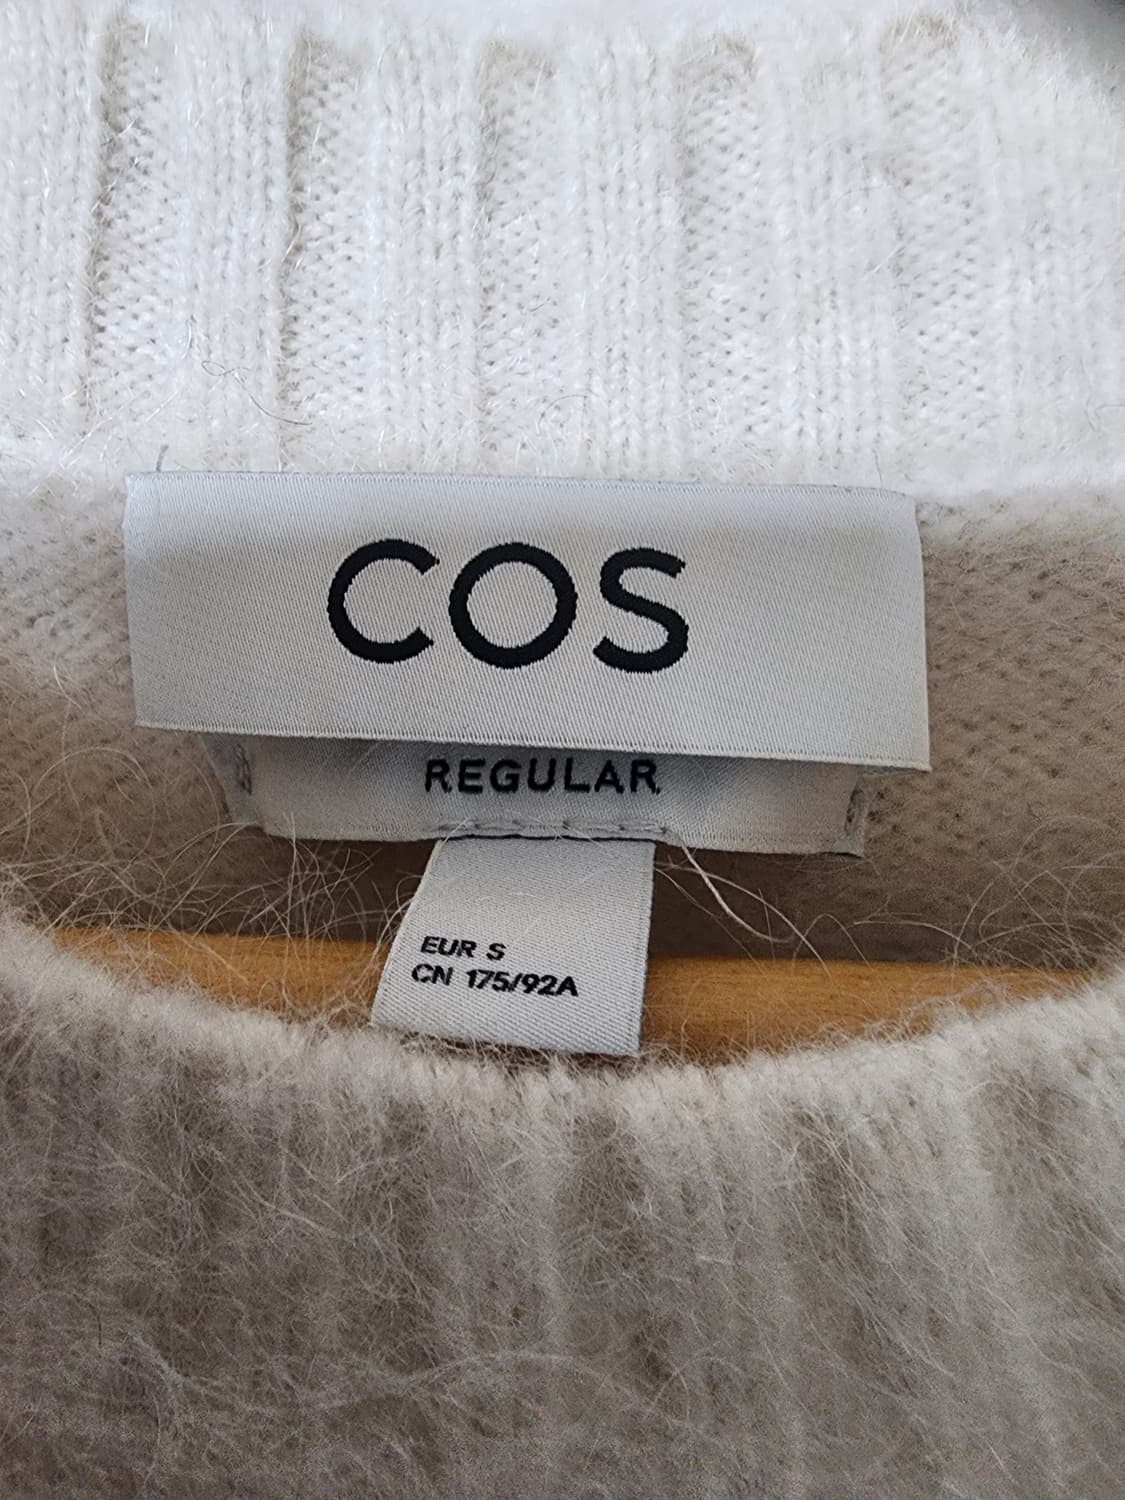 COS
REGULAR
EUR S
CN 175/92A